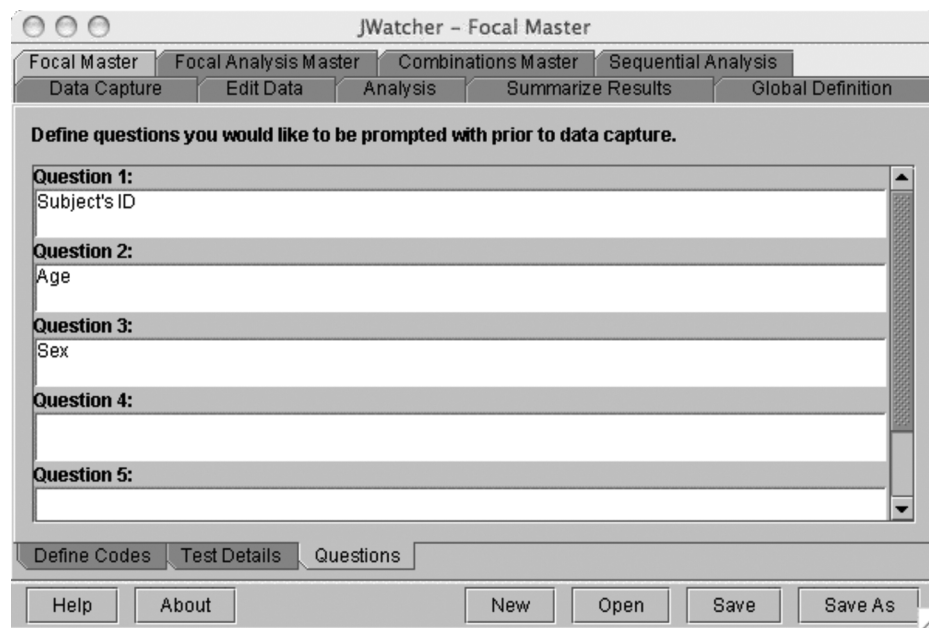 JWatcher – Focal Master
Focal Master Focal Analysis Master Combinations Master Sequential Analysis
Data Capture Edit Data Analysis Summarize Results Global Definition
Define questions you would like to be prompted with prior to data capture.
Question 1:
Subject's ID
Question 2:
Age
Question 3:
Sex
Question 4:
Question 5:
Define Codes Test Details Questions
Help About New Open Save Save As